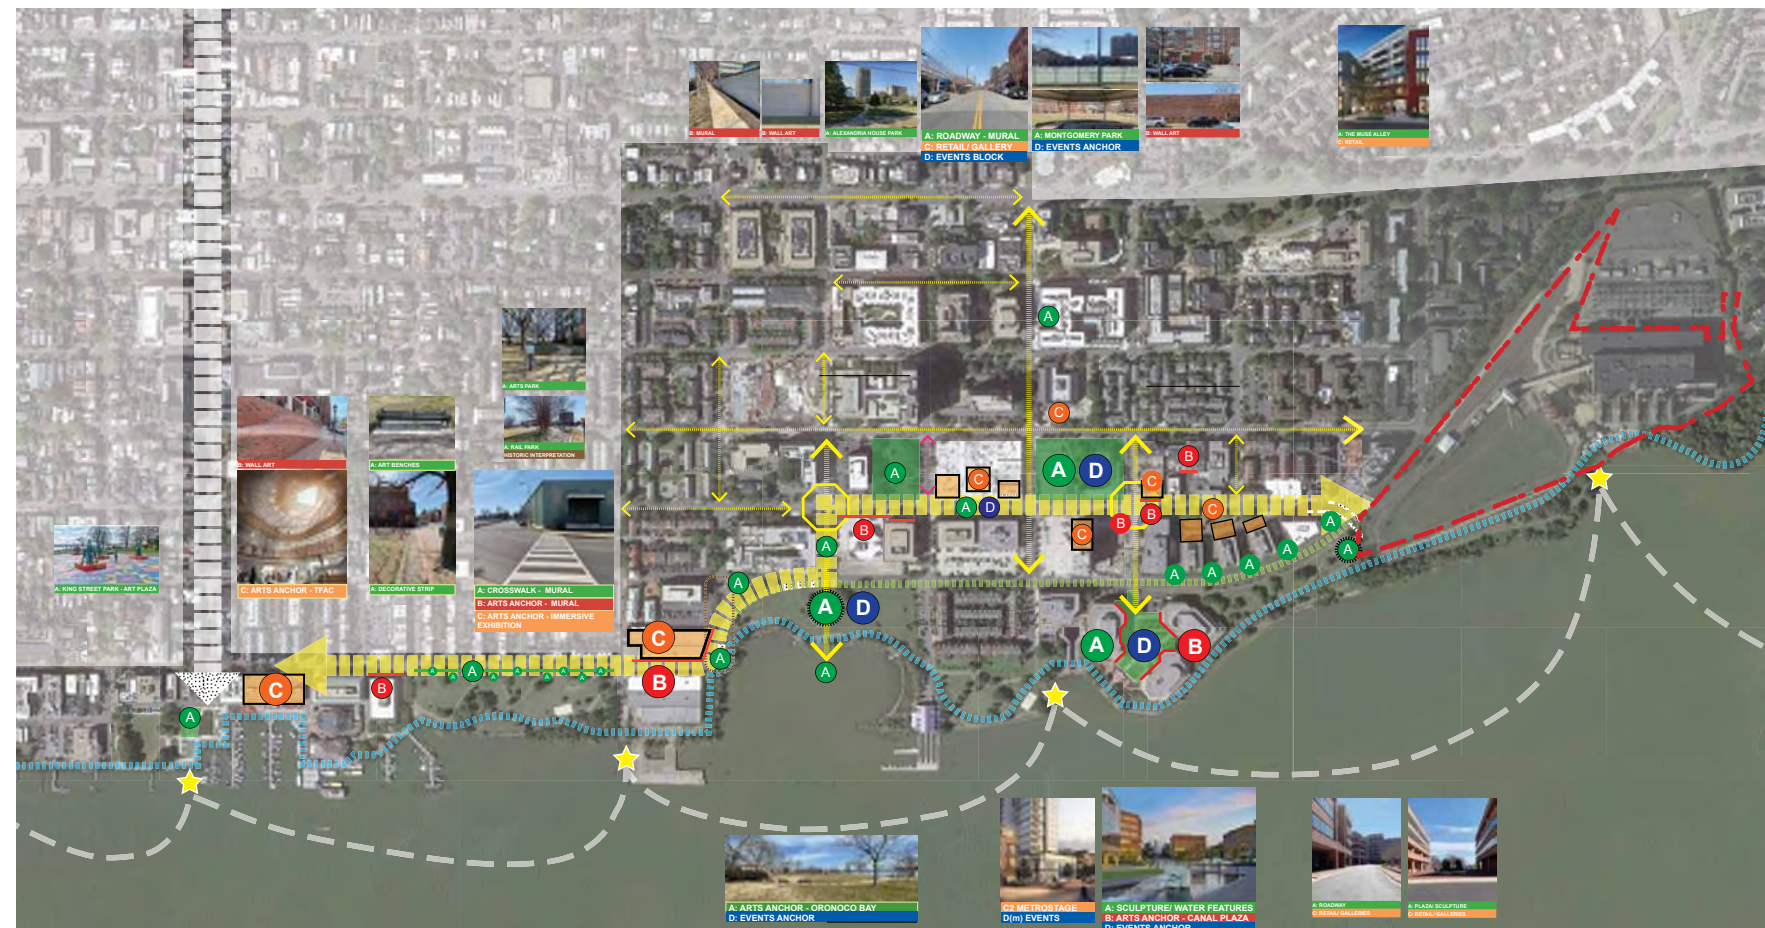 B: MURAL
B: WALL ART
A: ALEXANDRIA HOUSE PARK
A: ROADWAY - MURAL
C: RETAIL/ GALLERY
D: EVENTS BLOCK
A: MONTGOMERY PARK
D: EVENTS ANCHOR
B: WALL ART
A: THE MUSE ALLEY
C: RETAIL
A
A: ARTS PARK
C
A: RAIL PARK
HISTORIC INTERPRETATION
B: WALL ART
A: ART BENCHES
A
C
A
D
C
B
A
D
C
B
B
C
B
C
A
A
A
A
A
A
A
A: KING STREET PARK - ART PLAZA
C: ARTS ANCHOR - TFAC
A: DECORATIVE STRIP
A: CROSSWALK - MURAL
B: ARTS ANCHOR - MURAL
C: ARTS ANCHOR - IMMERSIVE
EXHIBITION
A
A
D
C
A
A
D
B
A
A
B
C
B
A
A: ARTS ANCHOR - ORONOCO BAY
D: EVENTS ANCHOR
C2 METROSTAGE
D(m) EVENTS
A: SCULPTURE/ WATER FEATURES
B: ARTS ANCHOR - CANAL PLAZA
D: EVENTS ANCHOR
A: ROADWAY
C: RETAIL/ GALLERIES
A: PLAZA/ SCULPTURE
C: RETAIL/ GALLERIES